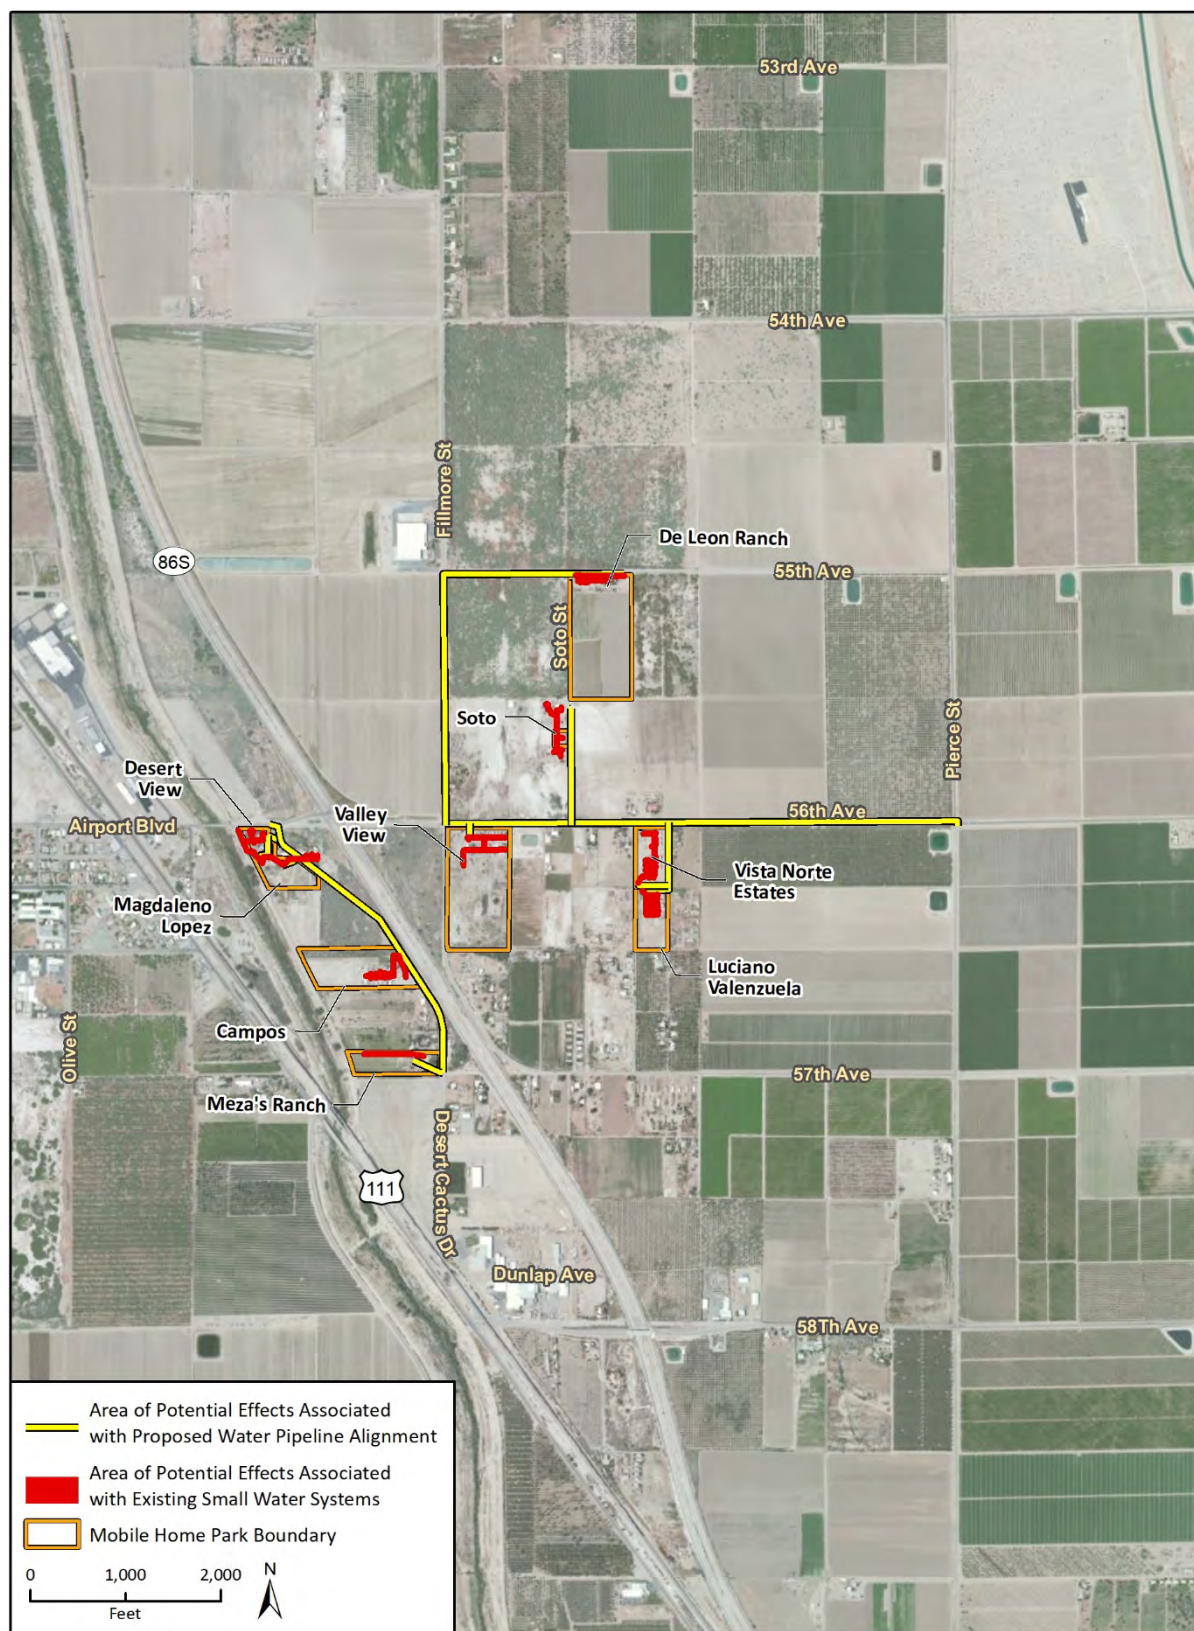 53rd Ave
54th Ave
Fillmore St
De Leon Ranch
86S
55th Ave
Soto St
Soto
Pierce St
Desert
View
Valley
View
56th Ave
Airport Blvd
Vista Norte
Estates
Magdaleno
Lopez
Luciano
Valenzuela
Campos
Olive St
57th Ave
Meza's Ranch
Desert Cactus Dr
111
Dunlap Ave
58Th Ave
Area of Potential Effects Associated
with Proposed Water Pipeline Alignment
Area of Potential Effects Associated
with Existing Small Water Systems
Mobile Home Park Boundary
0 1,000 2,000
Feet
N